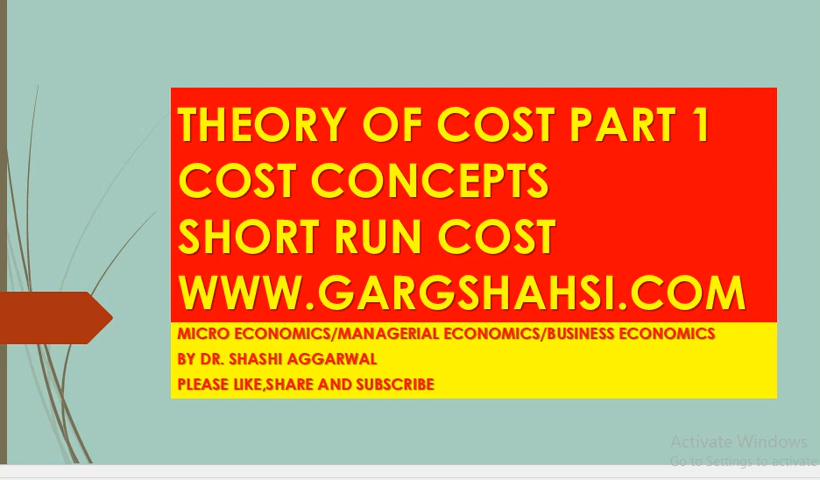 THEORY OF COST PART 1
COST CONCEPTS
SHORT RUN COST
WWW.GARGSHAHSI.COM
MICRO ECONOMICS/MANAGERIAL ECONOMICS/BUSINESS ECONOMICS
BY DR. SHASHI AGGARWAL
PLEASE LIKE,SHARE AND SUBSCRIBE
Activate Windows
Go to Settings to activate